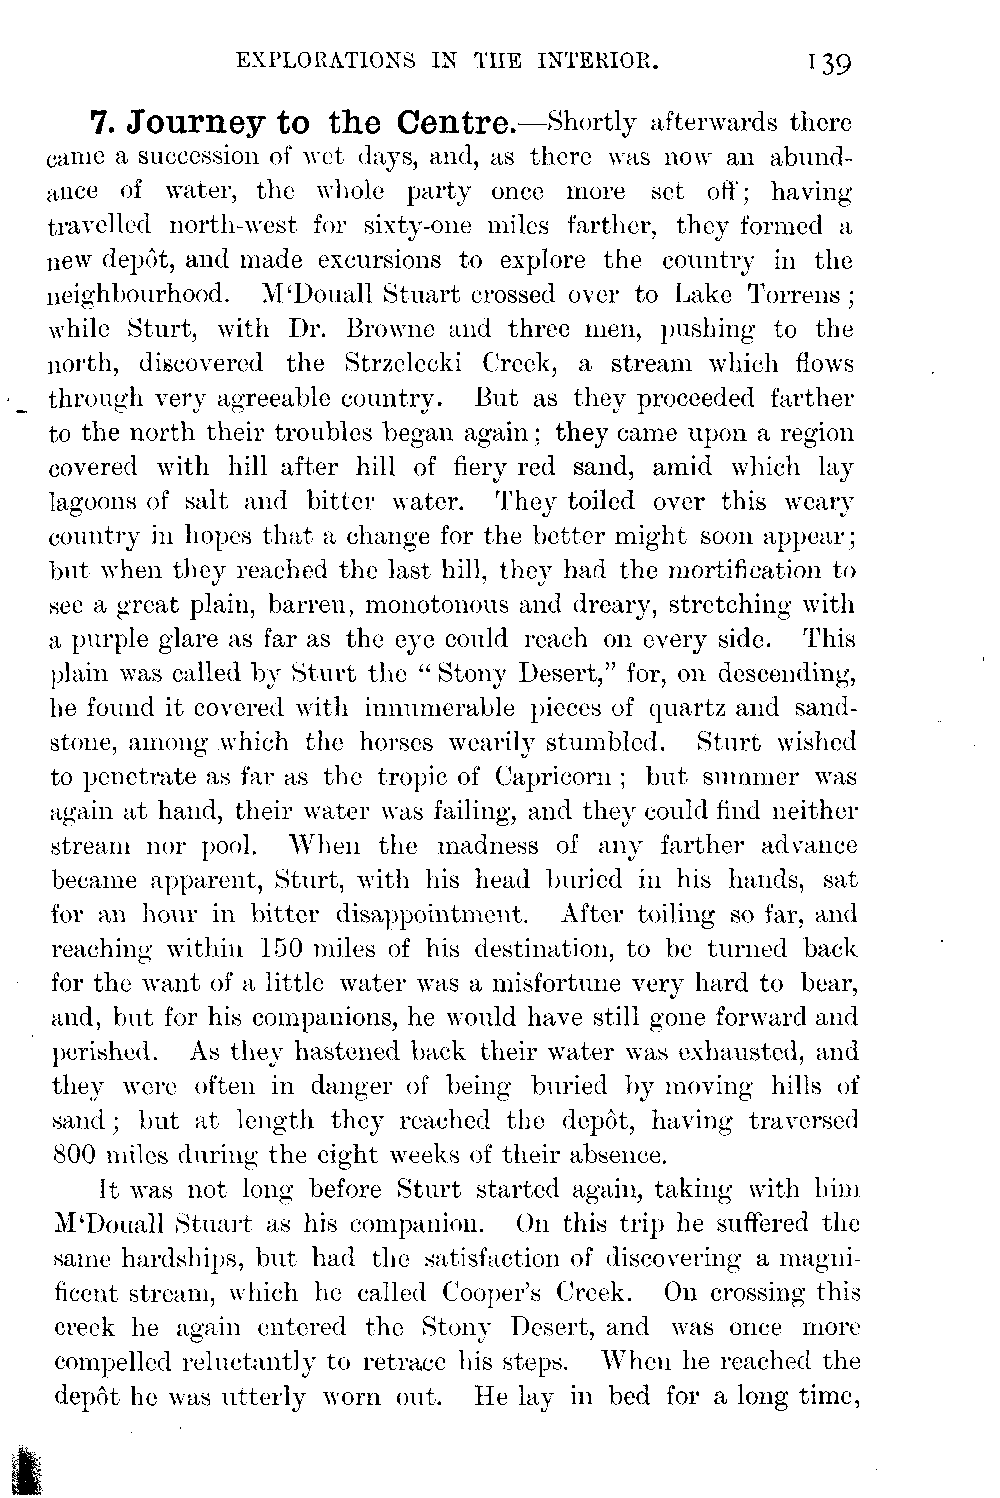 EXPLORATIONS IN THE INTERIOR. 139
7. Journey to the Centre.—Shortly afterwards there
came a succession of wet days, and, as there was now an abund-
ance of water, the whole party once more set off; having
travelled north-west for sixty-one miles farther, they formed a
new depôt, and made excursions to explore the country in the
neighbourhood. M‘Douall Stuart crossed over to Lake Torrens;
while Sturt, with Dr. Browne and three men, pushing to the
north, discovered the Strzelecki Creek, a stream which flows
through very agreeable country. But as they proceeded farther
to the north their troubles began again; they came upon a region
covered with hill after hill of fiery red sand, amid which lay
lagoons of salt and bitter water. They toiled over this weary
country in hopes that a change for the better might soon appear;
but when they reached the last hill, they had the mortification to
see a great plain, barren, monotonous and dreary, stretching with
a purple glare as far as the eye could reach on every side. This
plain was called by Sturt the “Stony Desert,” for, on descending,
he found it covered with innumerable pieces of quartz and sand-
stone, among which the horses wearily stumbled. Sturt wished
to penetrate as far as the tropic of Capricorn; but summer was
again at hand, their water was failing, and they could find neither
stream nor pool. When the madness of any farther advance
became apparent, Sturt, with his head buried in his hands, sat
for an hour in bitter disappointment. After toiling so far, and
reaching within 150 miles of his destination, to be turned back
for the want of a little water was a misfortune very hard to bear,
and, but for his companions, he would have still gone forward and
perished. As they hastened back their water was exhausted, and
they were often in danger of being buried by moving hills of
sand; but at length they reached the depôt, having traversed
800 miles during the eight weeks of their absence.
It was not long before Sturt started again, taking with him
M‘Douall Stuart as his companion. On this trip he suffered the
same hardships, but had the satisfaction of discovering a magni-
ficent stream, which he called Cooper's Creek. On crossing this
creek he again entered the Stony Desert, and was once more
compelled reluctantly to retrace his steps. When he reached the
depôt he was utterly worn out. He lay in bed for a long time,